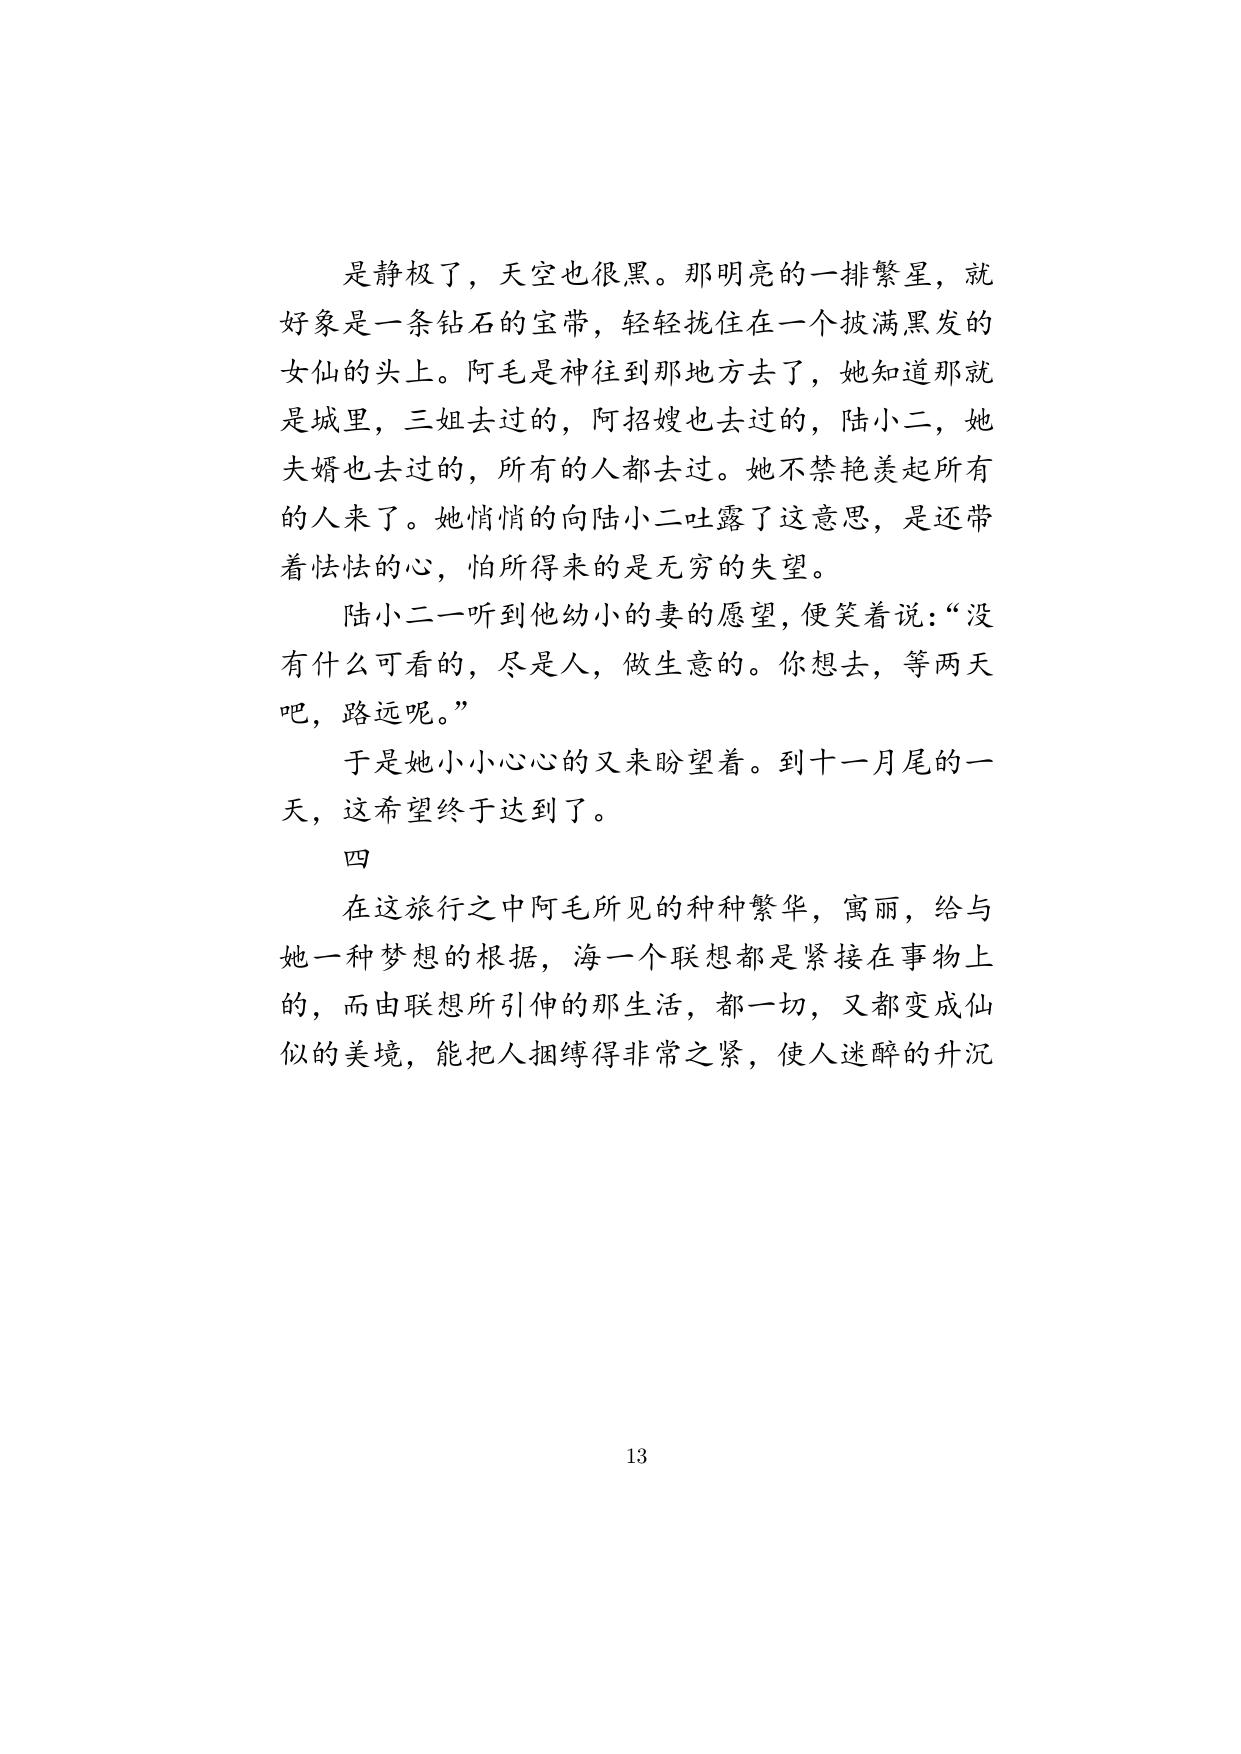 是静极了，天空也很黑。那明亮的一排繁星，就
好象是一条钻石的宝带，轻轻拢住在一个披满黑发的
女仙的头上。阿毛是神往到那地方去了，她知道那就
是城里，三姐去过的，阿招嫂也去过的，陆小二，她
夫婿也去过的，所有的人都去过。她不禁艳羡起所有
的人来了。她悄悄的向陆小二吐露了这意思，是还带
着怯怯的心，怕所得来的是无穷的失望。
陆小二一听到他幼小的妻的愿望，便笑着说：“没
有什么可看的，尽是人，做生意的。你想去，等两天
吧，路远呢。”
于是她小小心心的又来盼望着。到十一月尾的一
天，这希望终于达到了。
四
在这旅行之中阿毛所见的种种繁华，寓丽，给与
她一种梦想的根据，海一个联想都是紧接在事物上
的，而由联想所引伸的那生活，都一切，又都变成仙
似的美境，能把人捆缚得非常之紧，使人迷醉的升沉
13